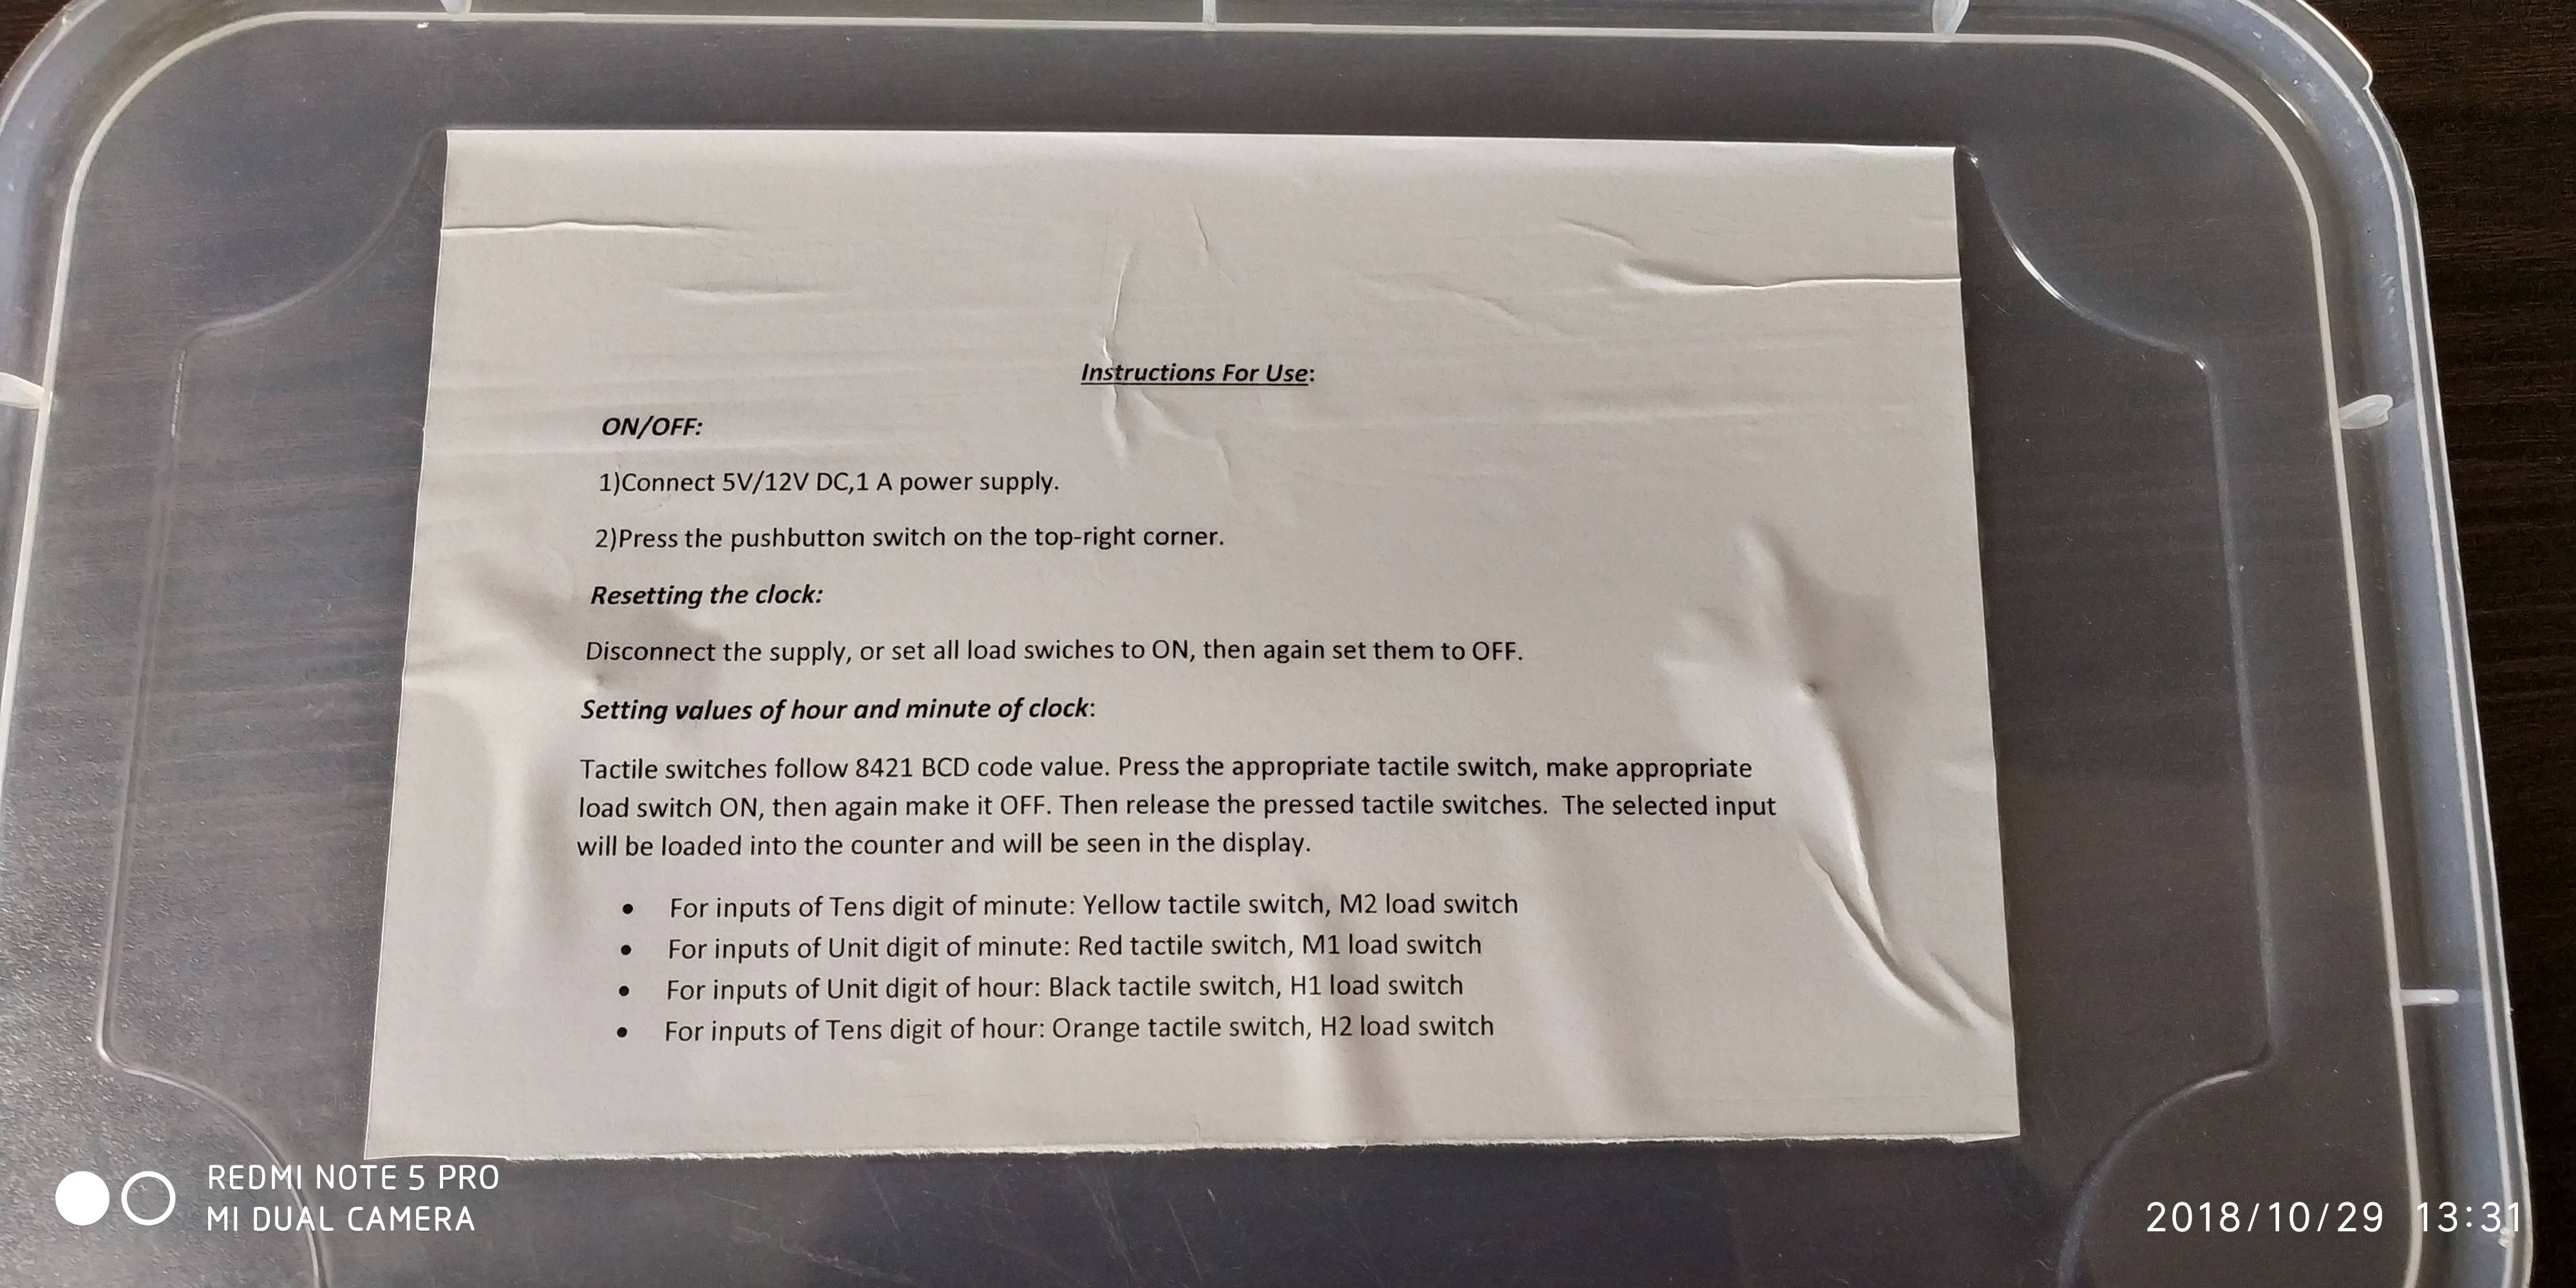 Instructions For Use:
ON/OFF:
1)Connect 5V/12V DC,1 A power supply.
2)Press the pushbutton switch on the top-right corner.
Resetting the clock:
Disconnect the supply, or set all load swiches to ON, then again set them to OFF.
Setting values of hour and minute of clock:
Tactile switches follow 8421 BCD code value. Press the appropriate tactile switch, make appropriate
load switch ON, then again make it OFF. Then release the pressed tactile switches.  The selected input
will be loaded into the counter and will be seen in the display.
• For inputs of Tens digit of minute: Yellow tactile switch, M2 load switch
• For inputs of Unit digit of minute: Red tactile switch, M1 load switch
• For inputs of Unit digit of hour: Black tactile switch, H1 load switch
• For inputs of Tens digit of hour: Orange tactile switch, H2 load switch
REDMI NOTE 5 PRO
MI DUAL CAMERA
2018/10/29 13:31